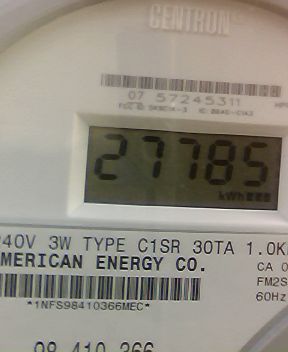 CENTRON
07 57245311
27785
kWh
240V 3W TYPE C1SR 30TA 1.0K
AMERICAN ENERGY CO.
CA 0
FM2S
60Hz
*1NFS98410366MEC*
98 410 366